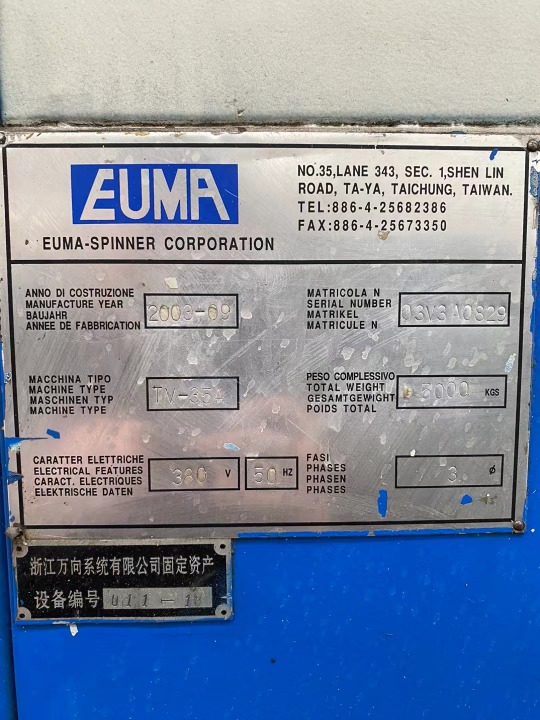 EUMA
EUMA-SPINNER CORPORATION
NO.35,LANE 343, SEC. 1,SHEN LIN
ROAD, TA-YA, TAICHUNG, TAIWAN.
TEL:886-4-25682386
FAX:886-4-25673350
ANNO DI COSTRUZIONE
MANUFACTURE YEAR
BAUJAHR
ANNEE DE FABBRICATION
2003-09
MATRICOLA N
SERIAL NUMBER
MATRIKEL
MATRICULE N
03V3A0829
MACCHINA TIPO
MACHINE TYPE
MASCHINEN TYP
MACHINE TYPE
TV-35A
PESO COMPLESSIVO
TOTAL WEIGHT
GESAMTGEWIGHT
POIDS TOTAL
5000 KGS
CARATTER ELETTRICHE
ELECTRICAL FEATURES
CARACT. ELECTRIQUES
ELEKTRISCHE DATEN
380 V
50 HZ
FASI
PHASES
PHASEN
PHASES
3 ø
浙江万向系统有限公司固定资产
设备编号